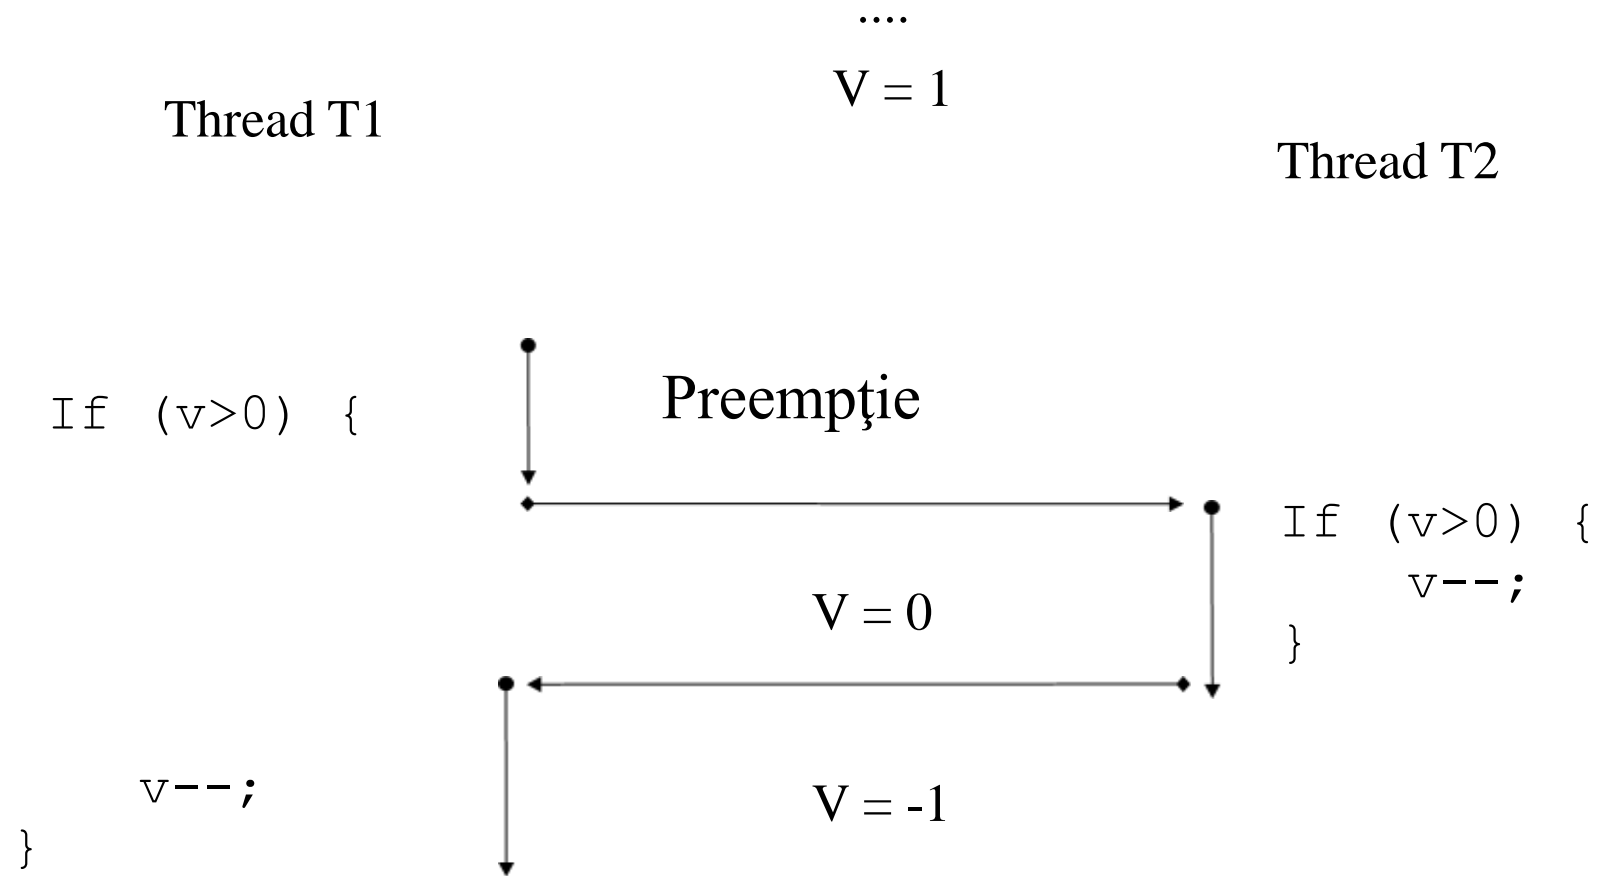 ....
V = 1
Thread T1
Thread T2
Preempţie
If (v>0) {
If (v>0) {
v--;
}
V = 0
v--;
}
V = -1